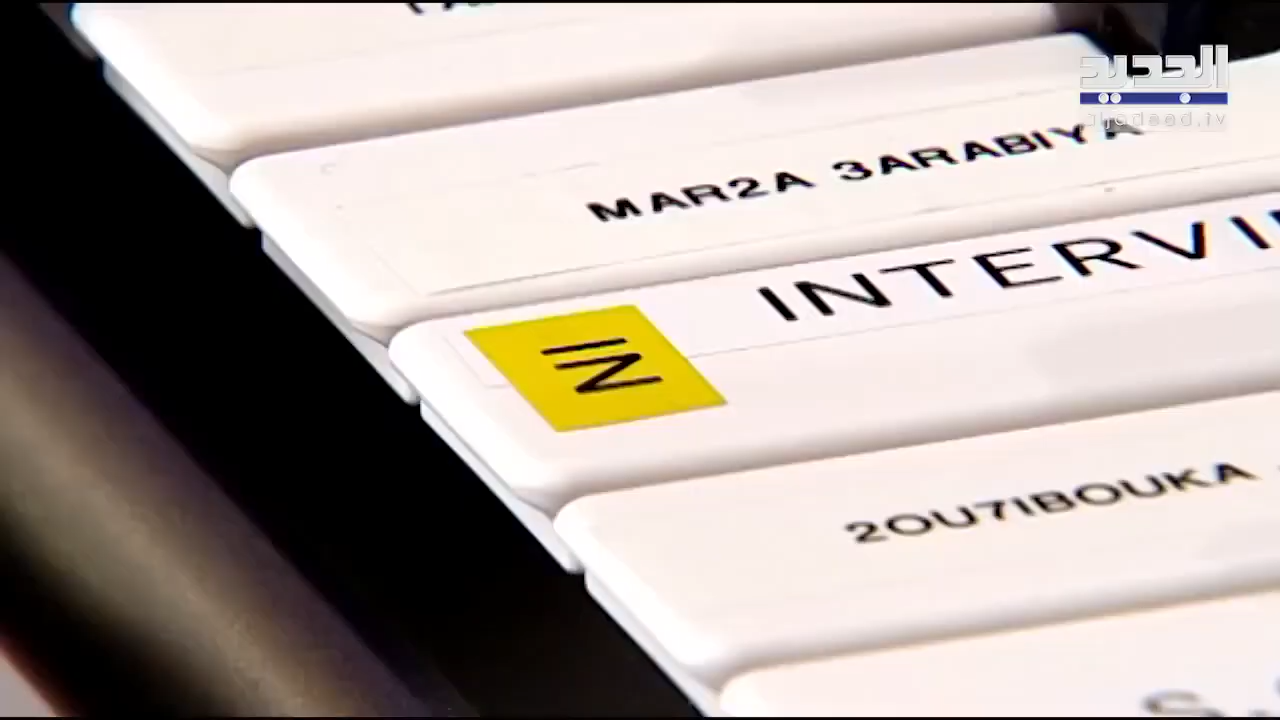 الجديد
aljadeed.tv
MAR2A 3ARABIYA
INTERVI
2OU7IBOUKA
S.